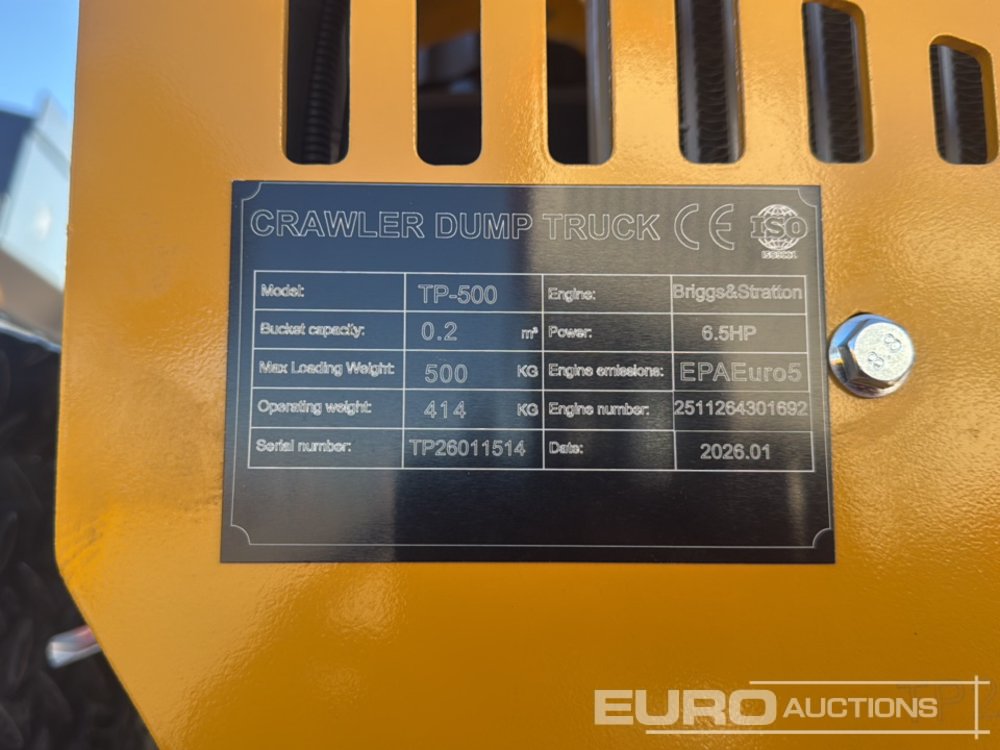 CRAWLER DUMP TRUCK CE ISO
ISO9001
Model: TP-500 Engine: Briggs&Stratton
Bucket capacity: 0.2 m³ Power: 6.5HP
Max Loading Weight: 500 KG Engine emissions: EPAEuro5
Operating weight: 414 KG Engine number: 2511264301692
Serial number: TP26011514 Date: 2026.01
8.8
EURO AUCTIONS